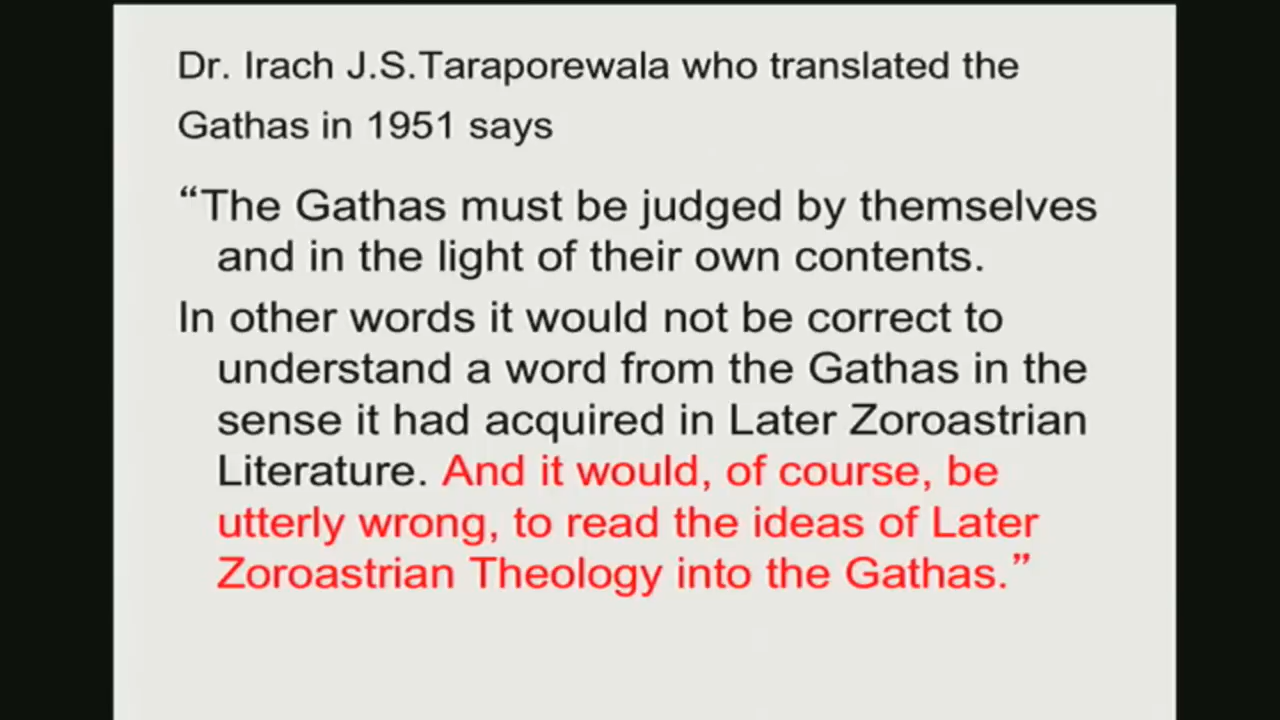 Dr. Irach J.S.Taraporewala who translated the
Gathas in 1951 says
“The Gathas must be judged by themselves
and in the light of their own contents.
In other words it would not be correct to
understand a word from the Gathas in the
sense it had acquired in Later Zoroastrian
Literature. And it would, of course, be
utterly wrong, to read the ideas of Later
Zoroastrian Theology into the Gathas.”